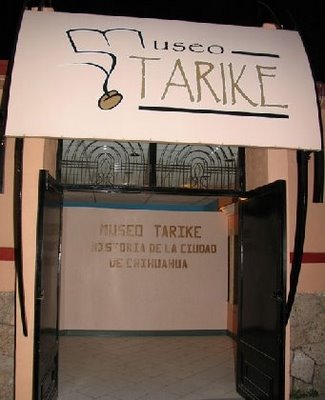 Museo
TARIKE
MUSEO TARIKE
HISTORIA DE LA CIUDAD
DE CHIHUAHUA